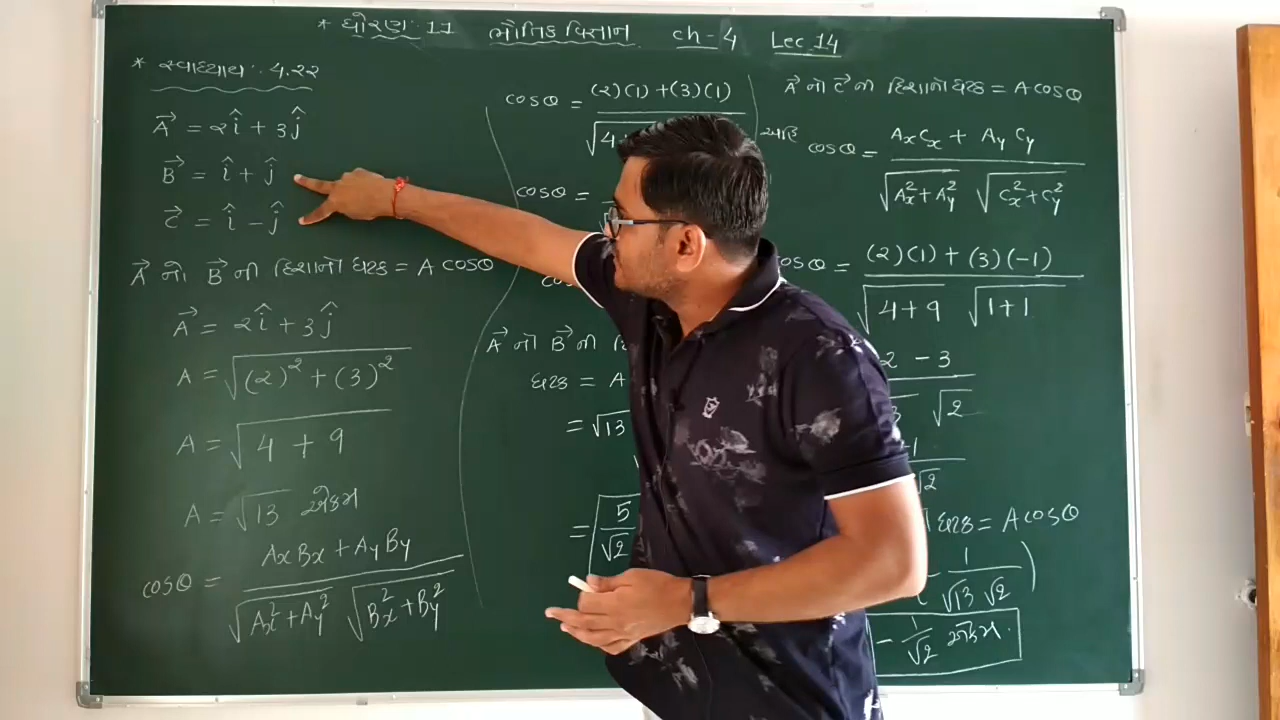 * ધોરણ : 11 ભૌતિક વિજ્ઞાન ch-4 Lec 14
* સ્વાધ્યાય :- 4.22
A⃗ = 2î + 3ĵ
B⃗ = î + ĵ
C⃗ = î - ĵ
A⃗ નો B⃗ ની દિશાનો ઘટક = A cosθ
A⃗ = 2î + 3ĵ
A = √((2)² + (3)²)
A = √(4 + 9)
A = √13 એકમ
cosθ = (AxBx + AyBy) / (√(Ax² + Ay²) √(Bx² + By²))
cosθ = ((2)(1) + (3)(1)) / √4
cosθ =
A⃗ નો B⃗ ની
ઘટક = A
= √13
= 5/√2
A⃗ નો C⃗ ની દિશાનો ઘટક = A cosθ
cosθ = (AxCx + AyCy) / (√(Ax² + Ay²) √(Cx² + Cy²))
cosθ = ((2)(1) + (3)(-1)) / (√(4+9) √(1+1))
2 - 3
√2
-1
√2
ઘટક = A cosθ
(- 1/(√13 √2))
- 1/√2 એકમ.